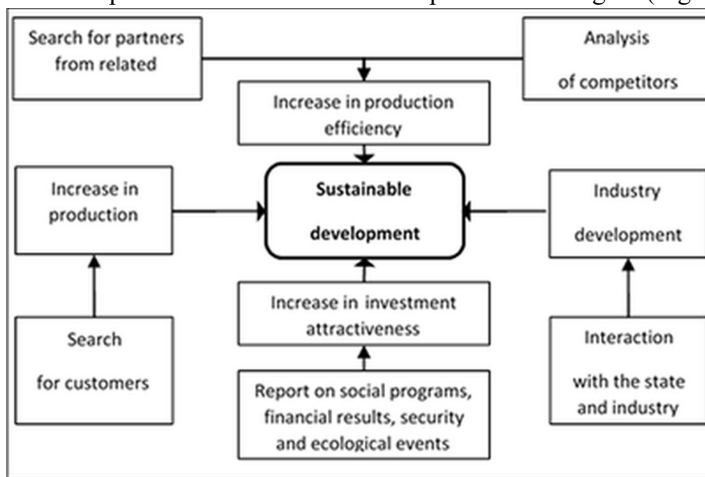 Search for partners
from related
Analysis
of competitors
Increase in production
efficiency
Increase in
production
Sustainable
development
Industry
development
Increase in investment
attractiveness
Search
for customers
Report on social programs,
financial results, security
and ecological events
Interaction
with the state
and industry